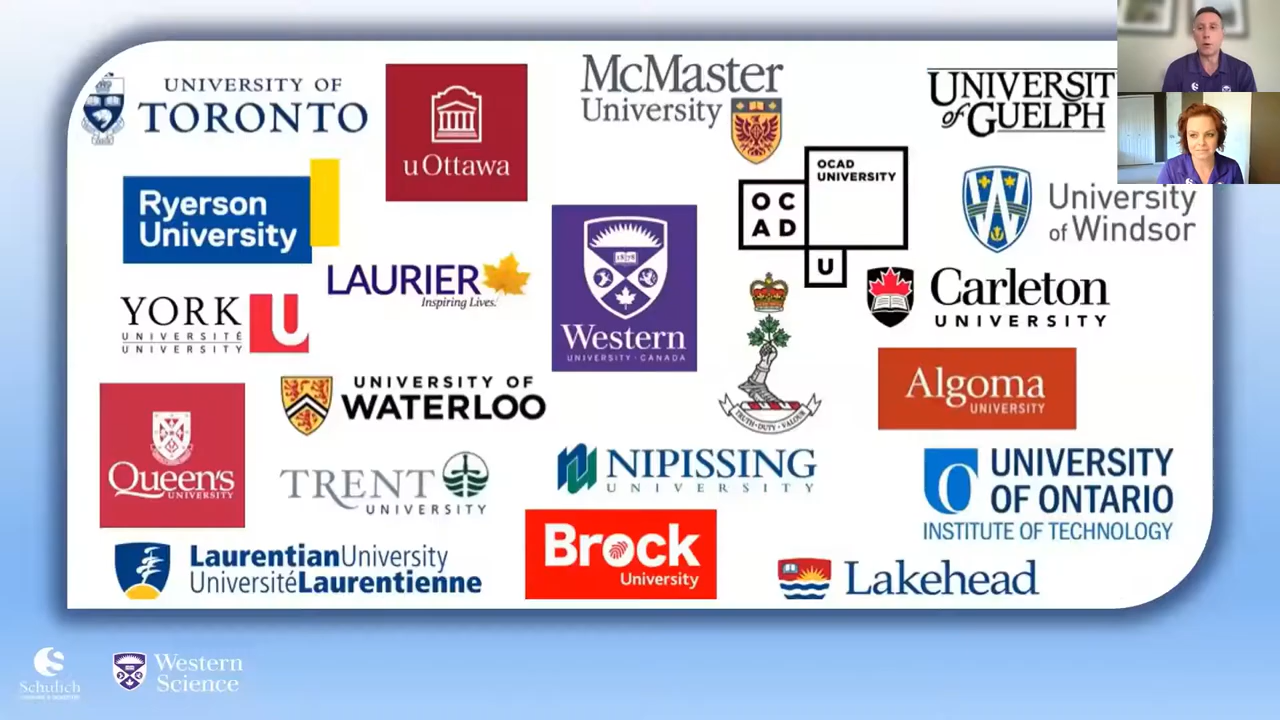 UNIVERSITY OF
TORONTO
uOttawa
McMaster
University
UNIVERSIT
of GUELPH
Ryerson
University
OCAD
UNIVERSITY
OC
AD
U
University
of Windsor
LAURIER
Inspiring Lives.
Western
UNIVERSITY · CANADA
Carleton
UNIVERSITY
YORK
UNIVERSITÉ
UNIVERSITY
U
UNIVERSITY OF
WATERLOO
TRUTH · DUTY · VALOUR
Algoma
UNIVERSITY
Queen's
UNIVERSITY
TRENT
UNIVERSITY
NIPISSING
UNIVERSITY
UNIVERSITY
OF ONTARIO
INSTITUTE OF TECHNOLOGY
LaurentianUniversity
UniversitéLaurentienne
Brock
University
Lakehead
Schulich
Western
Science